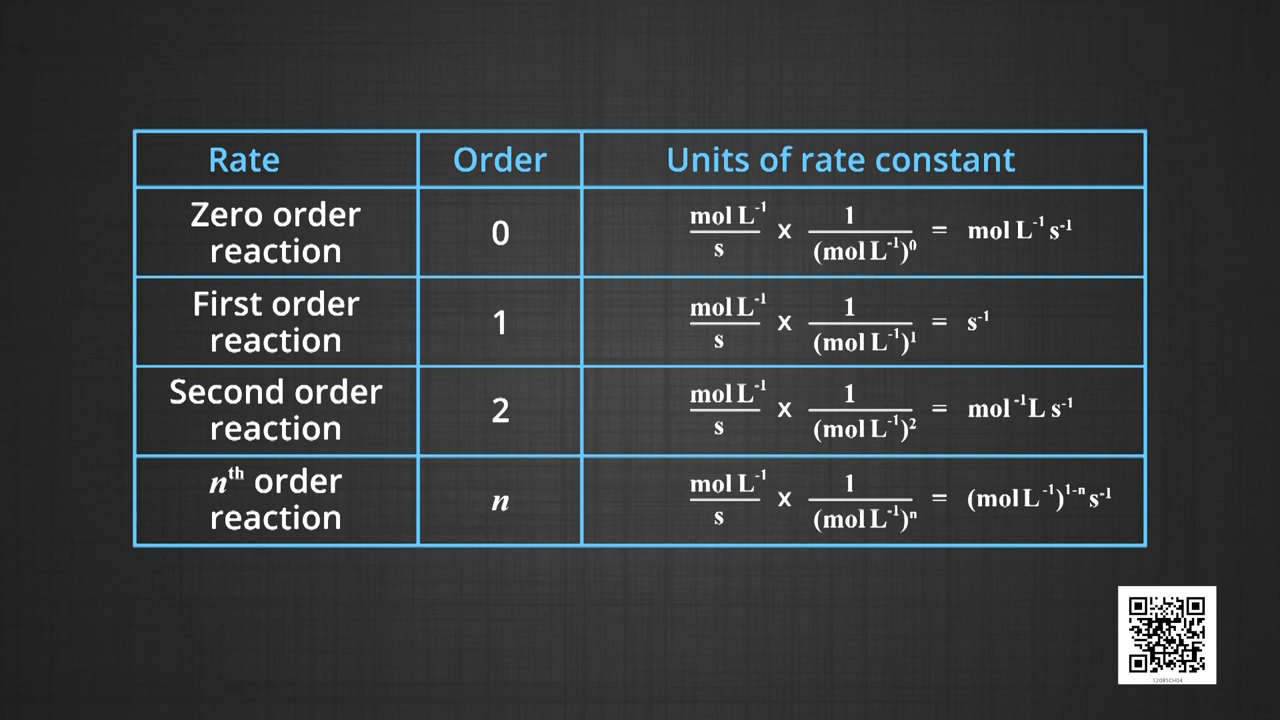 Rate Order Units of rate constant
Zero order
reaction
0
mol L⁻¹/s x 1/(mol L⁻¹)⁰ = mol L⁻¹ s⁻¹
First order
reaction
1
mol L⁻¹/s x 1/(mol L⁻¹)¹ = s⁻¹
Second order
reaction
2
mol L⁻¹/s x 1/(mol L⁻¹)² = mol⁻¹L s⁻¹
nᵗʰ order
reaction
n
mol L⁻¹/s x 1/(mol L⁻¹)ⁿ = (mol L⁻¹)¹⁻ⁿ s⁻¹
12085CH04